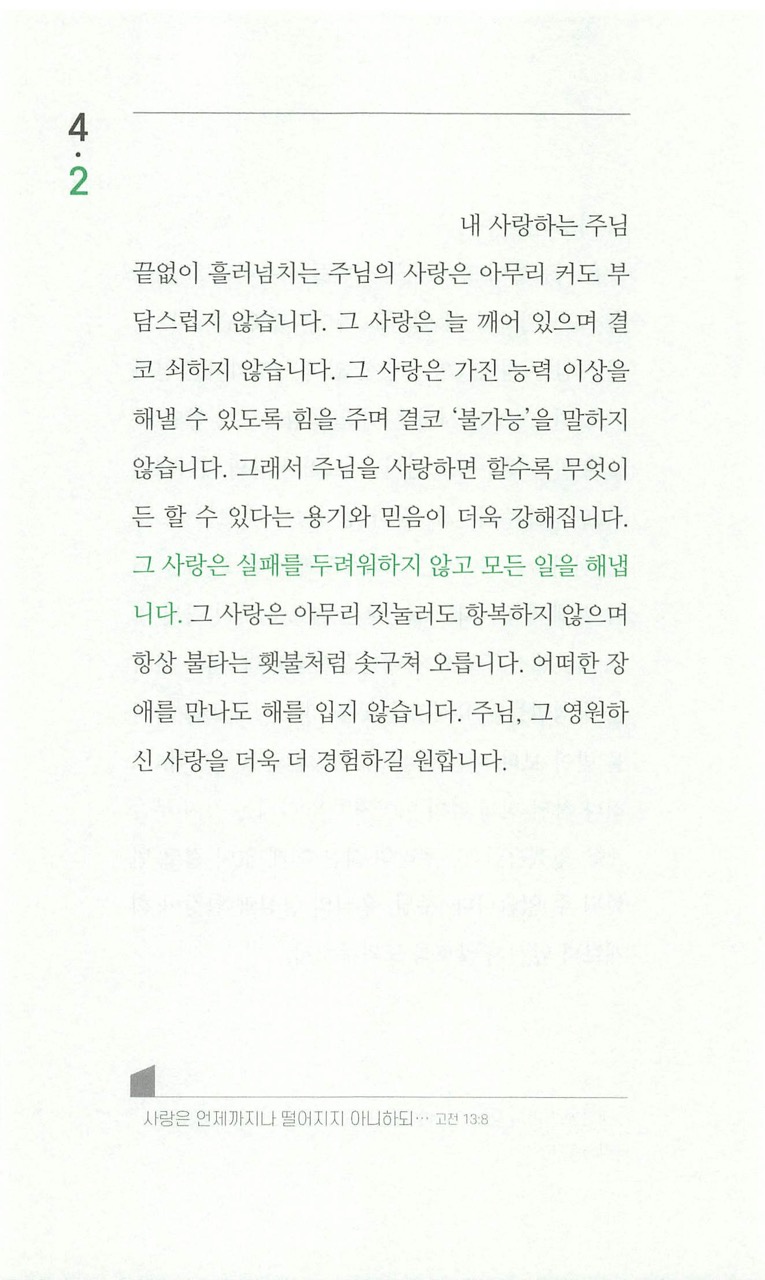 4
·
2
내 사랑하는 주님
끝없이 흘러넘치는 주님의 사랑은 아무리 커도 부
담스럽지 않습니다. 그 사랑은 늘 깨어 있으며 결
코 쇠하지 않습니다. 그 사랑은 가진 능력 이상을
해낼 수 있도록 힘을 주며 결코 ‘불가능’을 말하지
않습니다. 그래서 주님을 사랑하면 할수록 무엇이
든 할 수 있다는 용기와 믿음이 더욱 강해집니다.
그 사랑은 실패를 두려워하지 않고 모든 일을 해냅
니다. 그 사랑은 아무리 짓눌러도 항복하지 않으며
항상 불타는 횃불처럼 솟구쳐 오릅니다. 어떠한 장
애를 만나도 해를 입지 않습니다. 주님, 그 영원하
신 사랑을 더욱 더 경험하길 원합니다.
사랑은 언제까지나 떨어지지 아니하되… 고전 13:8